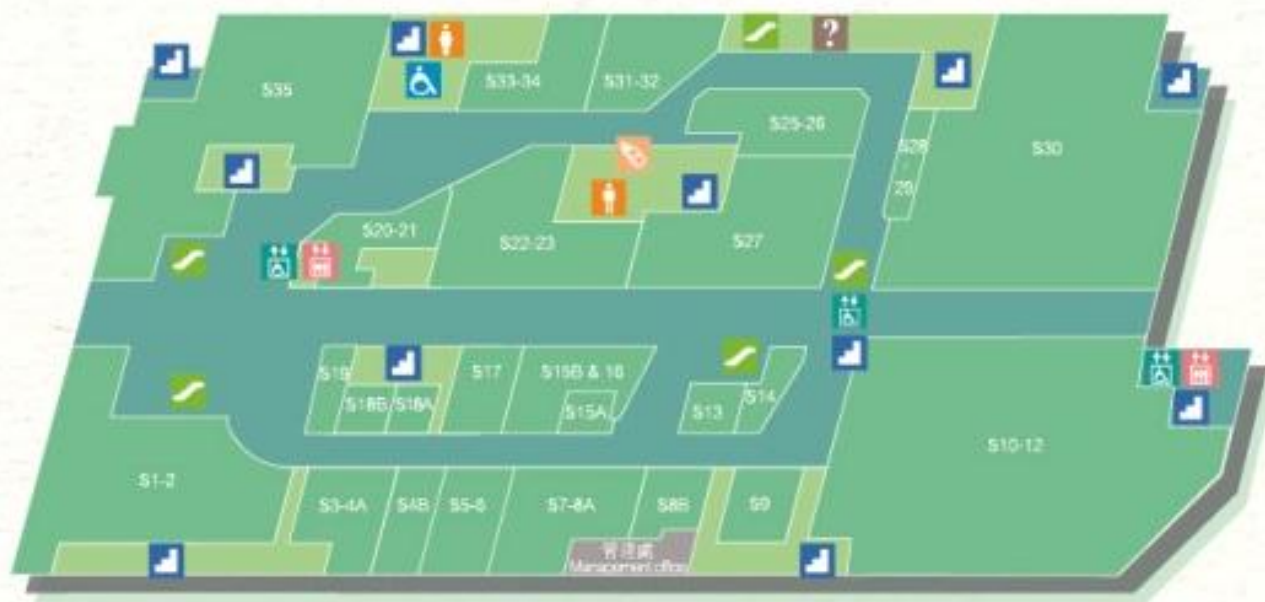 S35
S33-34
S31-32
?
S25-26
S28
-
29
S30
S20-21
S22-23
S27
S19
S18B
S18A
S17
S15B & 16
S15A
S13
S14
S10-12
S1-2
S3-4A
S4B
S5-6
S7-8A
S8B
S9
管理處
Management office